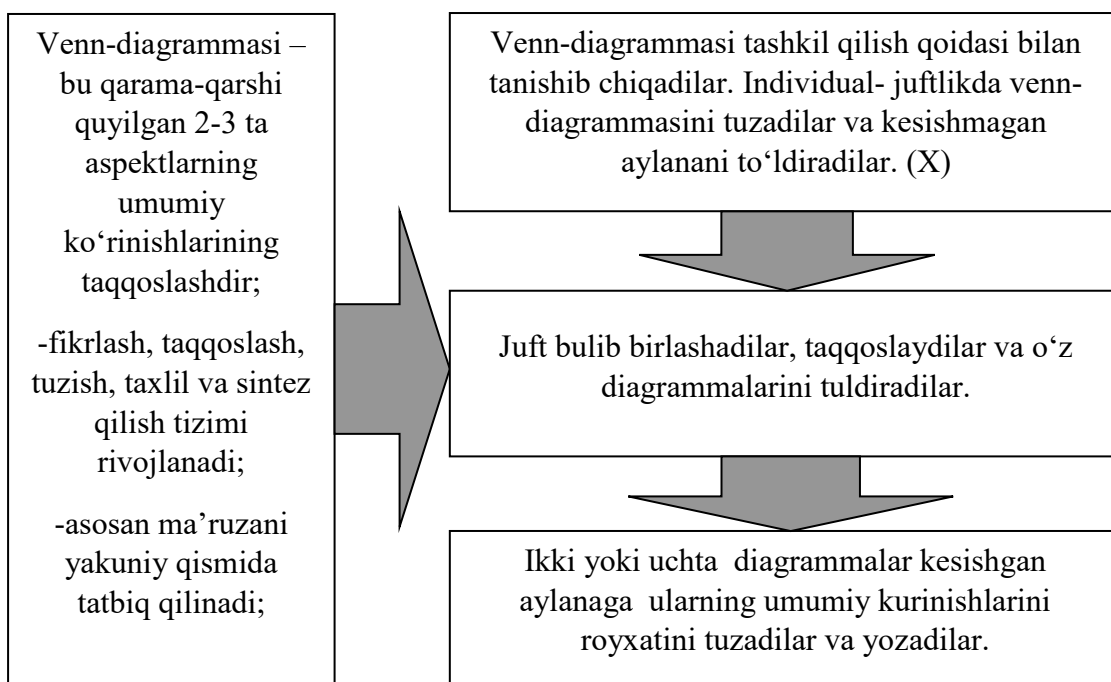 Venn-diagrammasi –
bu qarama-qarshi
quyilgan 2-3 ta
aspektlarning
umumiy
ko‘rinishlarining
taqqoslashdir;
-fikrlash, taqqoslash,
tuzish, taxlil va sintez
qilish tizimi
rivojlanadi;
-asosan ma’ruzani
yakuniy qismida
tatbiq qilinadi;
Venn-diagrammasi tashkil qilish qoidasi bilan
tanishib chiqadilar. Individual- juftlikda venn-
diagrammasini tuzadilar va kesishmagan
aylanani to‘ldiradilar. (X)
Juft bulib birlashadilar, taqqoslaydilar va o‘z
diagrammalarini tuldiradilar.
Ikki yoki uchta diagrammalar kesishgan
aylanaga ularning umumiy kurinishlarini
royxatini tuzadilar va yozadilar.